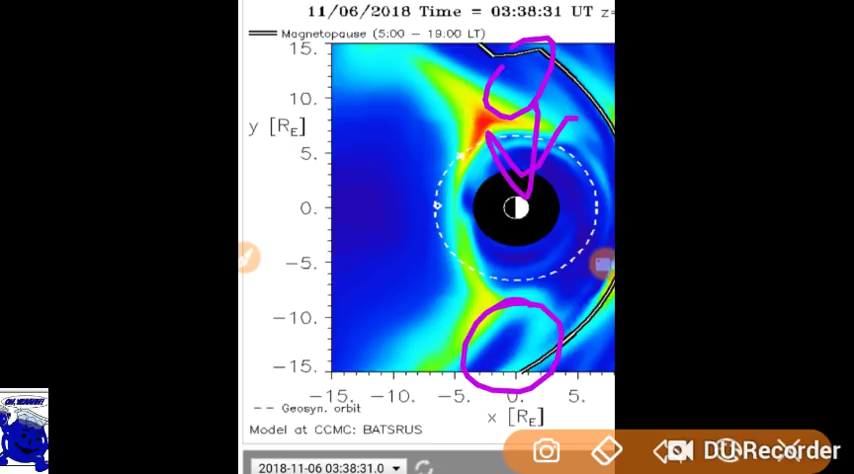 11/06/2018 Time = 03:38:31 UT z=
Magnetopause (5:00 – 19:00 LT)
15.
10.
y [RE]
5.
0.
−5.
−10.
−15.
−15. −10. −5. 0. 5.
-- Geosyn. orbit
x [RE]
Model at CCMC: BATSRUS
DU Recorder
2018-11-06 03:38:31.0
OH, YEAHHH!